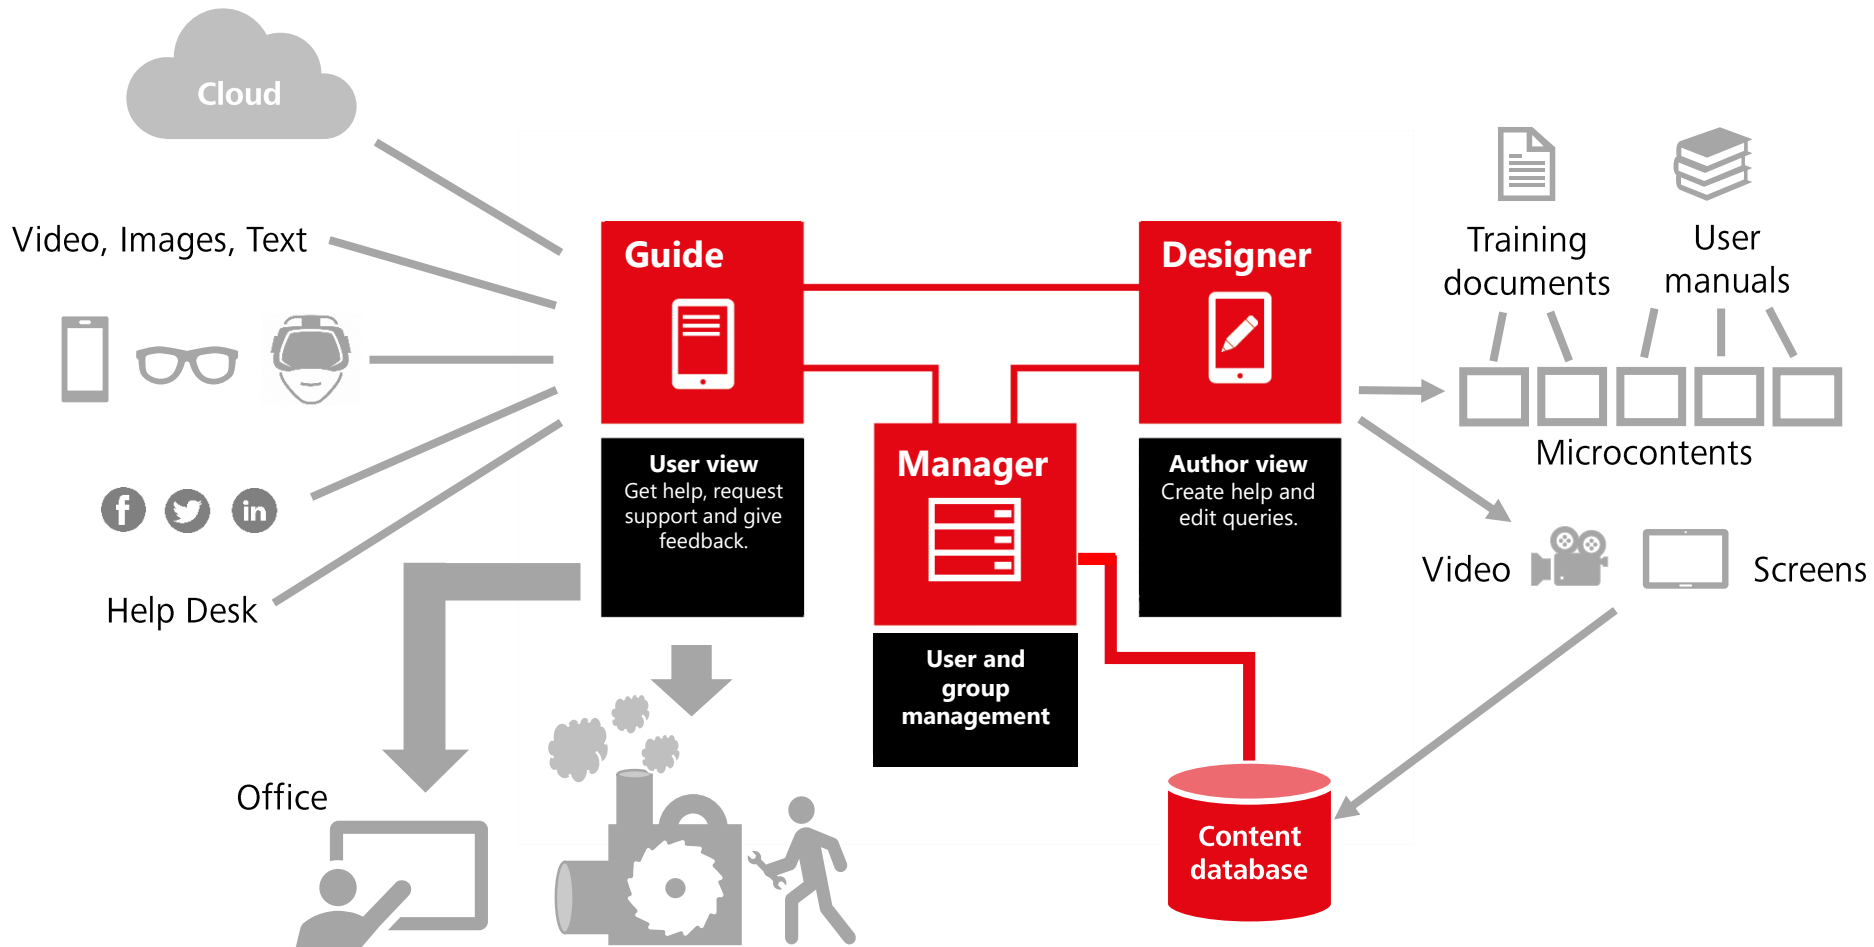 Cloud
Video, Images, Text
Help Desk
Office
Guide
User view
Get help, request
support and give
feedback.
Manager
User and
group
management
Designer
Author view
Create help and
edit queries.
Content
database
Training
documents
User
manuals
Microcontents
Video
Screens
f
in